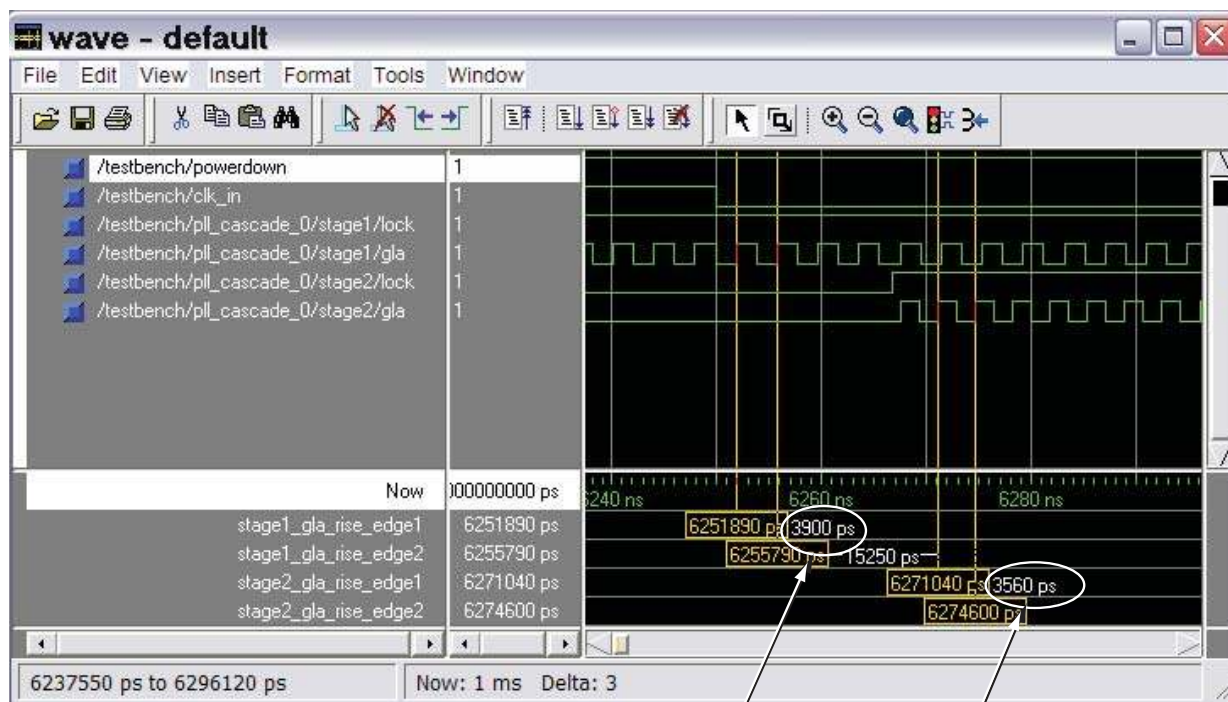 wave - default
File Edit View Insert Format Tools Window
/testbench/powerdown 1
/testbench/clk_in 1
/testbench/pll_cascade_0/stage1/lock 1
/testbench/pll_cascade_0/stage1/gla 1
/testbench/pll_cascade_0/stage2/lock 1
/testbench/pll_cascade_0/stage2/gla 1
Now 000000000 ps 6240 ns 6260 ns 6280 ns
stage1_gla_rise_edge1 6251890 ps 6251890 ps 3900 ps
stage1_gla_rise_edge2 6255790 ps 6255790 ps 15250 ps
stage2_gla_rise_edge1 6271040 ps 6271040 ps 3560 ps
stage2_gla_rise_edge2 6274600 ps 6274600 ps
6237550 ps to 6296120 ps Now: 1 ms Delta: 3